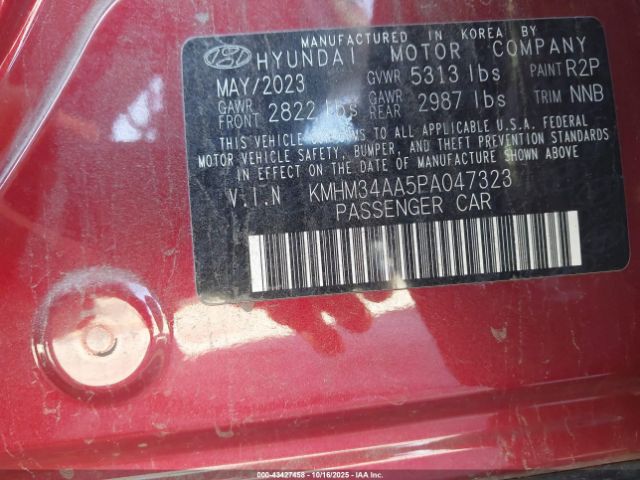 MANUFACTURED IN KOREA BY
HYUNDAI MOTOR COMPANY
MAY/2023 GVWR 5313 lbs PAINT R2P
GAWR FRONT 2822 lbs GAWR REAR 2987 lbs TRIM NNB
THIS VEHICLE CONFORMS TO ALL APPLICABLE U.S.A. FEDERAL
MOTOR VEHICLE SAFETY, BUMPER, AND THEFT PREVENTION STANDARDS
IN EFFECT ON THE DATE OF MANUFACTURE SHOWN ABOVE
V.I.N KMHM34AA5PA047323
PASSENGER CAR
000-43427458 - 10/16/2025 - IAA Inc.